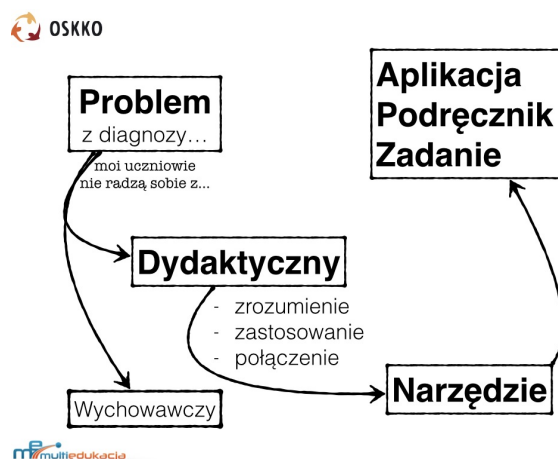 OSKKO
Problem
z diagnozy...
moi uczniowie
nie radzą sobie z...
Aplikacja
Podręcznik
Zadanie
Dydaktyczny
- zrozumienie
- zastosowanie
- połączenie
Wychowawczy
Narzędzie
multiedukacja